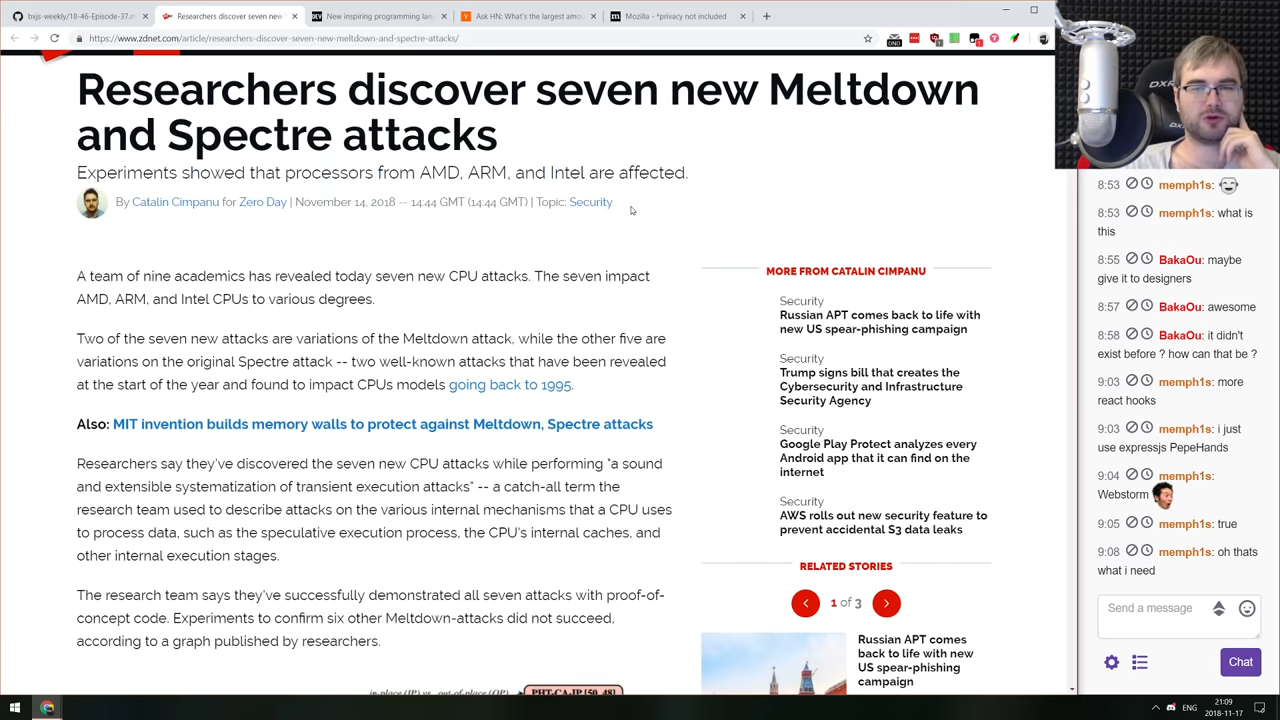 bxjs-weekly/18-46-Episode-37.m
Researchers discover seven new
New inspiring programming lan
Ask HN: What's the largest amou
Mozilla - *privacy not included
https://www.zdnet.com/article/researchers-discover-seven-new-meltdown-and-spectre-attacks/
Researchers discover seven new Meltdown
and Spectre attacks
Experiments showed that processors from AMD, ARM, and Intel are affected.
By Catalin Cimpanu for Zero Day | November 14, 2018 -- 14:44 GMT (14:44 GMT) | Topic: Security
A team of nine academics has revealed today seven new CPU attacks. The seven impact
AMD, ARM, and Intel CPUs to various degrees.
Two of the seven new attacks are variations of the Meltdown attack, while the other five are
variations on the original Spectre attack -- two well-known attacks that have been revealed
at the start of the year and found to impact CPUs models going back to 1995.
Also: MIT invention builds memory walls to protect against Meltdown, Spectre attacks
Researchers say they've discovered the seven new CPU attacks while performing "a sound
and extensible systematization of transient execution attacks" -- a catch-all term the
research team used to describe attacks on the various internal mechanisms that a CPU uses
to process data, such as the speculative execution process, the CPU's internal caches, and
other internal execution stages.
The research team says they've successfully demonstrated all seven attacks with proof-of-
concept code. Experiments to confirm six other Meltdown-attacks did not succeed,
according to a graph published by researchers.
in-place (IP) vs. out-of-place (OP)
PHT-CA-IP [50, 48]
MORE FROM CATALIN CIMPANU
Security
Russian APT comes back to life with
new US spear-phishing campaign
Security
Trump signs bill that creates the
Cybersecurity and Infrastructure
Security Agency
Security
Google Play Protect analyzes every
Android app that it can find on the
internet
Security
AWS rolls out new security feature to
prevent accidental S3 data leaks
RELATED STORIES
1 of 3
Russian APT comes
back to life with
new US spear-
phishing campaign
DXRACER
8:53 memph1s:
8:53 memph1s: what is
this
8:55 BakaOu: maybe
give it to designers
8:57 BakaOu: awesome
8:58 BakaOu: it didn't
exist before ? how can that be ?
9:03 memph1s: more
react hooks
9:03 memph1s: i just
use expressjs PepeHands
9:04 memph1s:
Webstorm
9:05 memph1s: true
9:08 memph1s: oh thats
what i need
Send a message
Chat
ENG
21:09
2018-11-17